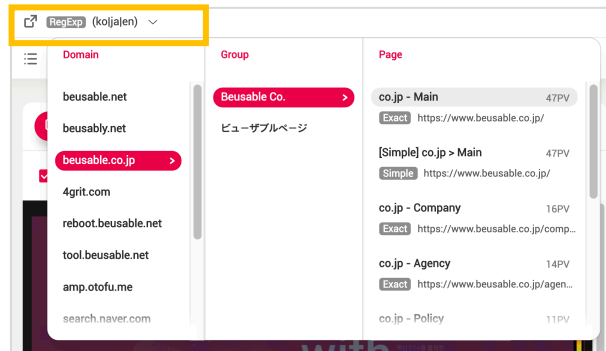 RegExp (ko|ja|en)
Domain
Group
Page
beusable.net
Beusable Co.
co.jp - Main
47PV
Exact https://www.beusable.co.jp/
beusably.net
ビューザブルページ
beusable.co.jp
[Simple] co.jp > Main
47PV
Simple https://www.beusable.co.jp/
4grit.com
reboot.beusable.net
co.jp - Company
16PV
Exact https://www.beusable.co.jp/comp...
tool.beusable.net
co.jp - Agency
14PV
Exact https://www.beusable.co.jp/agen...
amp.otofu.me
search.naver.com
co.jp - Policy
11PV
with